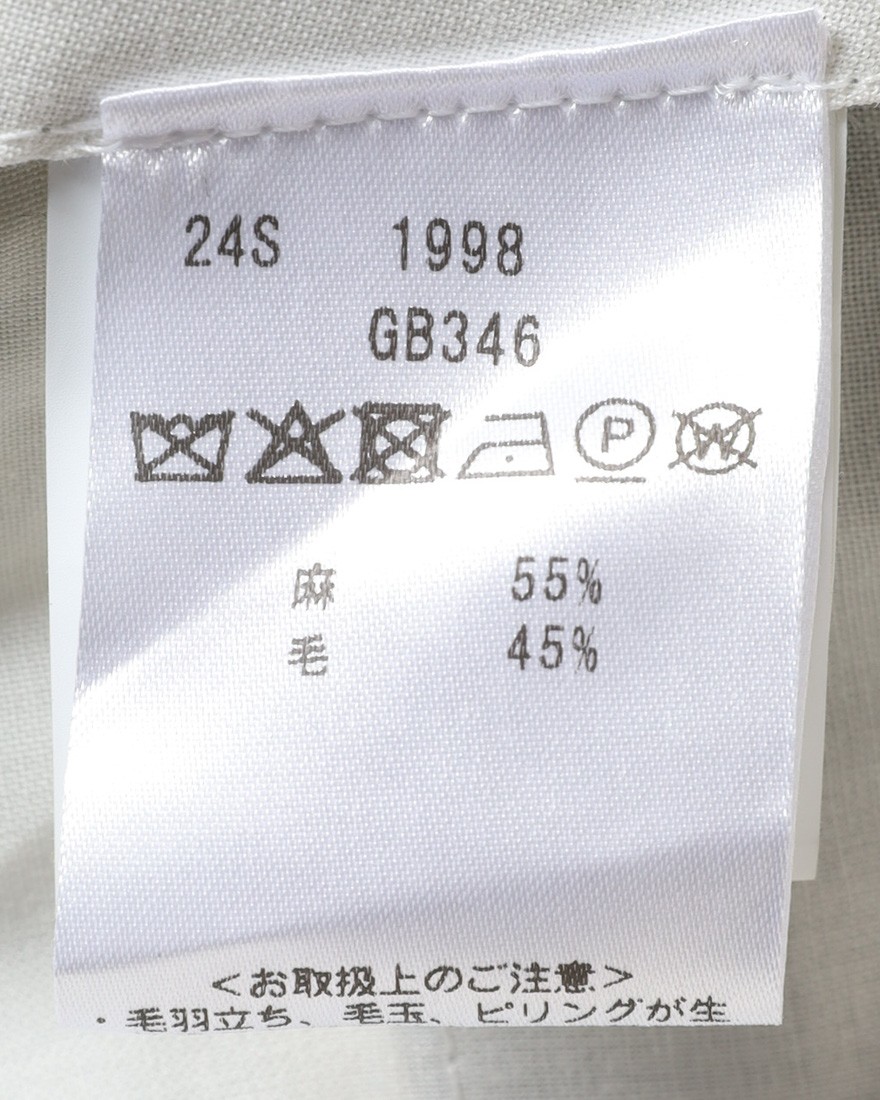 24S 1998
GB346
P W
麻 55%
毛 45%
<お取扱上のご注意>
・毛羽立ち、毛玉、ピリングが生